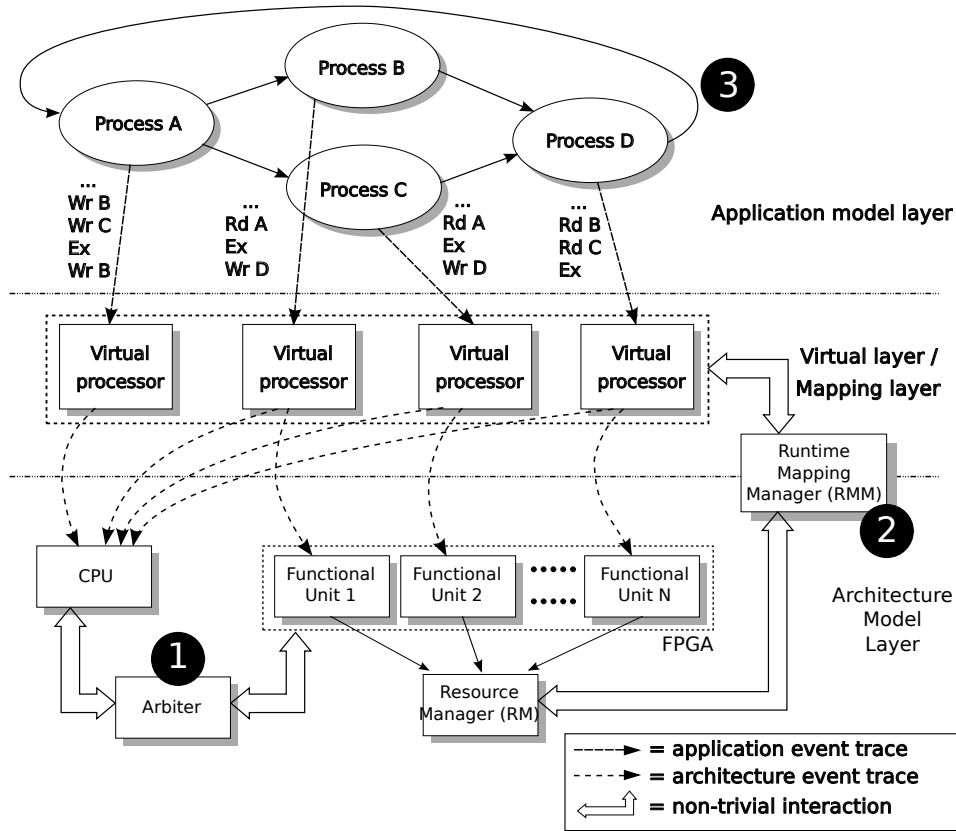 Process B
3
Process A
Process D
Process C
...
Wr B
Wr C
Ex
Wr B
...
Rd A
Ex
Wr D
...
Rd A
Ex
Wr D
...
Rd B
Rd C
Ex
Application model layer
Virtual
processor
Virtual
processor
Virtual
processor
Virtual
processor
Virtual layer /
Mapping layer
Runtime
Mapping
Manager (RMM)
2
CPU
Functional
Unit 1
Functional
Unit 2
Functional
Unit N
FPGA
Architecture
Model
Layer
1
Arbiter
Resource
Manager (RM)
= application event trace
= architecture event trace
= non-trivial interaction